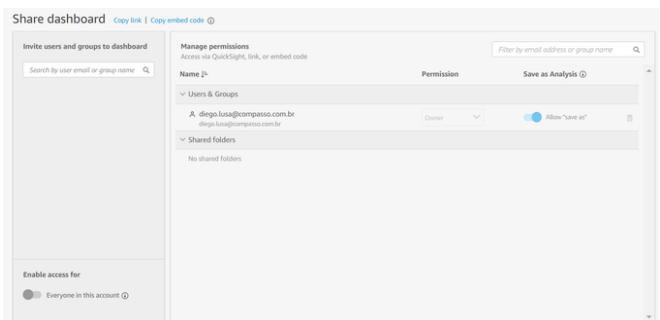 Share dashboard Copy link | Copy embed code
Invite users and groups to dashboard
Search by user email or group name
Enable access for
Everyone in this account
Manage permissions
Access via QuickSight, link, or embed code
Filter by email address or group name
Name Permission Save as Analysis
Users & Groups
diego.lusa@compasso.com.br Owner Allow "save as"
diego.lusa@compasso.com.br
Shared folders
No shared folders